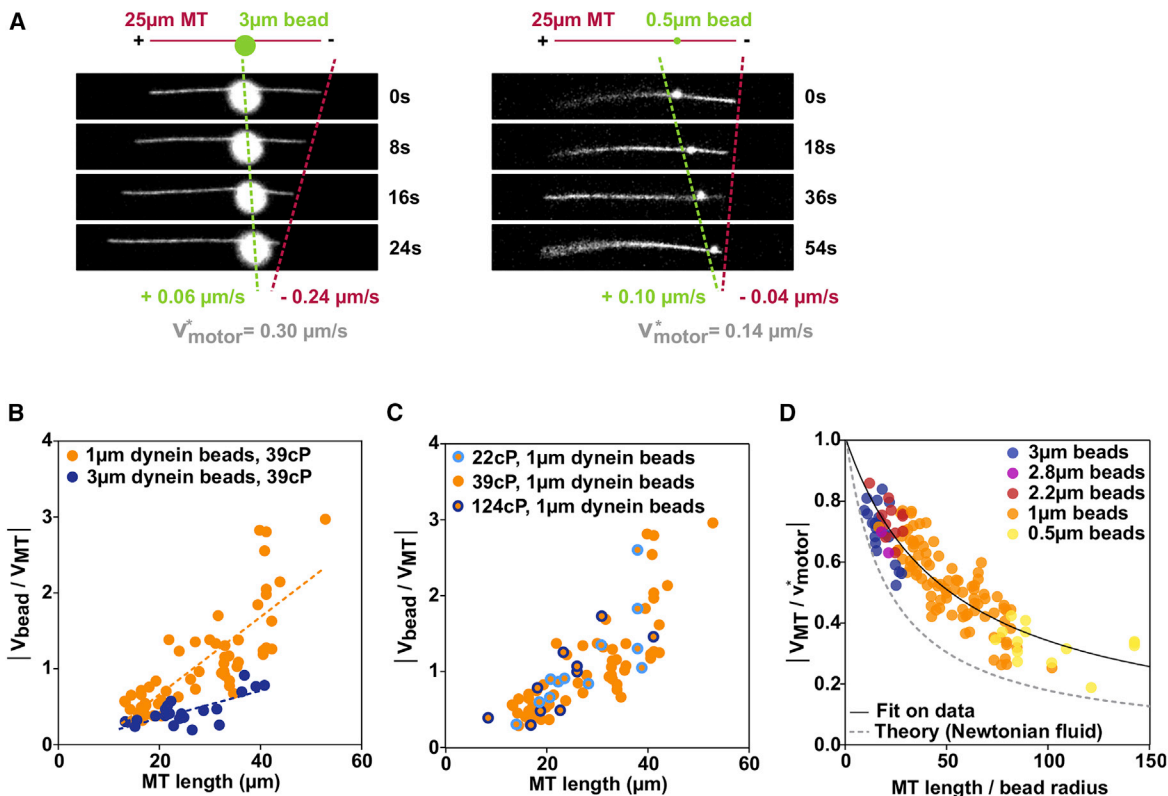 A
25µm MT 3µm bead
+ -
0s
8s
16s
24s
+ 0.06 µm/s - 0.24 µm/s
V*motor= 0.30 µm/s
25µm MT 0.5µm bead
+ -
0s
18s
36s
54s
+ 0.10 µm/s - 0.04 µm/s
V*motor= 0.14 µm/s
B
| Vbead / VMT |
4
3
2
1
0
1µm dynein beads, 39cP
3µm dynein beads, 39cP
0 20 40 60
MT length (µm)
C
| Vbead / VMT |
4
3
2
1
0
22cP, 1µm dynein beads
39cP, 1µm dynein beads
124cP, 1µm dynein beads
0 20 40 60
MT length (µm)
D
| VMT / v*motor |
1.0
0.8
0.6
0.4
0.2
0.0
3µm beads
2.8µm beads
2.2µm beads
1µm beads
0.5µm beads
Fit on data
Theory (Newtonian fluid)
0 50 100 150
MT length / bead radius